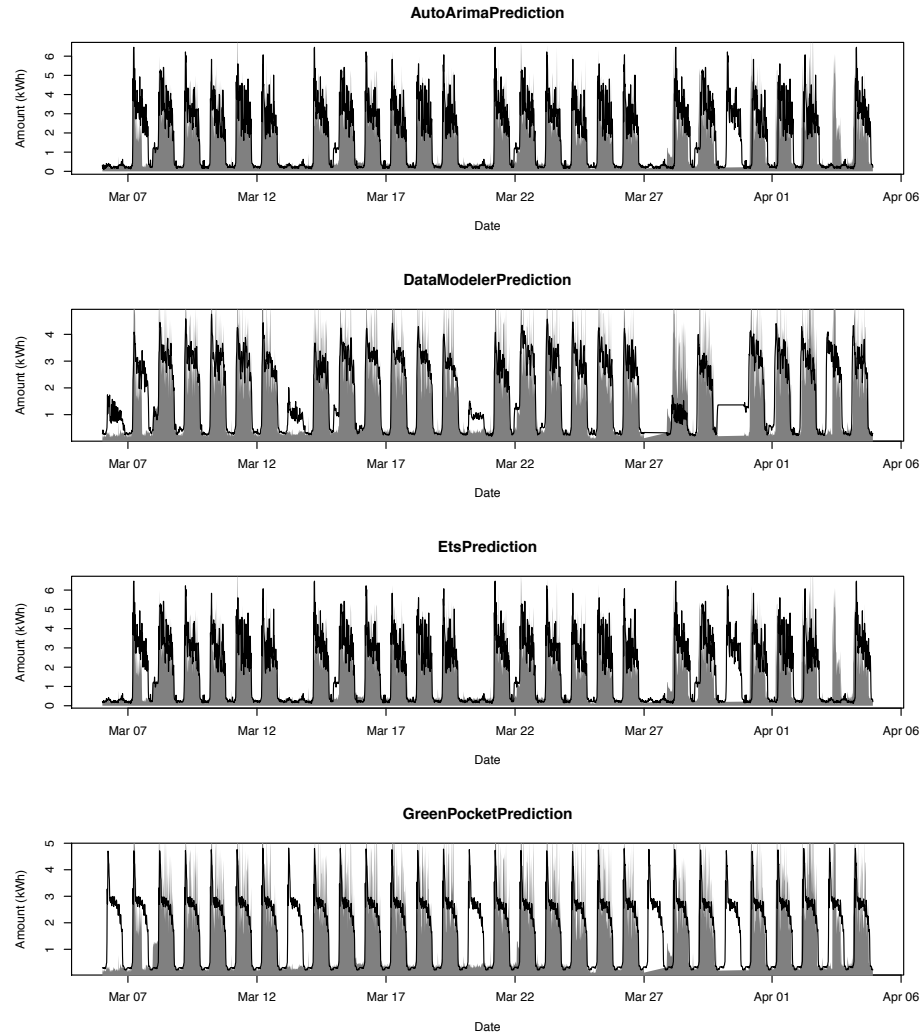 AutoArimaPrediction
Amount (kWh)
6
5
4
3
2
1
0
Mar 07 Mar 12 Mar 17 Mar 22 Mar 27 Apr 01 Apr 06
Date
DataModelerPrediction
Amount (kWh)
4
3
2
1
Mar 07 Mar 12 Mar 17 Mar 22 Mar 27 Apr 01 Apr 06
Date
EtsPrediction
Amount (kWh)
6
5
4
3
2
1
0
Mar 07 Mar 12 Mar 17 Mar 22 Mar 27 Apr 01 Apr 06
Date
GreenPocketPrediction
Amount (kWh)
5
4
3
2
1
Mar 07 Mar 12 Mar 17 Mar 22 Mar 27 Apr 01 Apr 06
Date